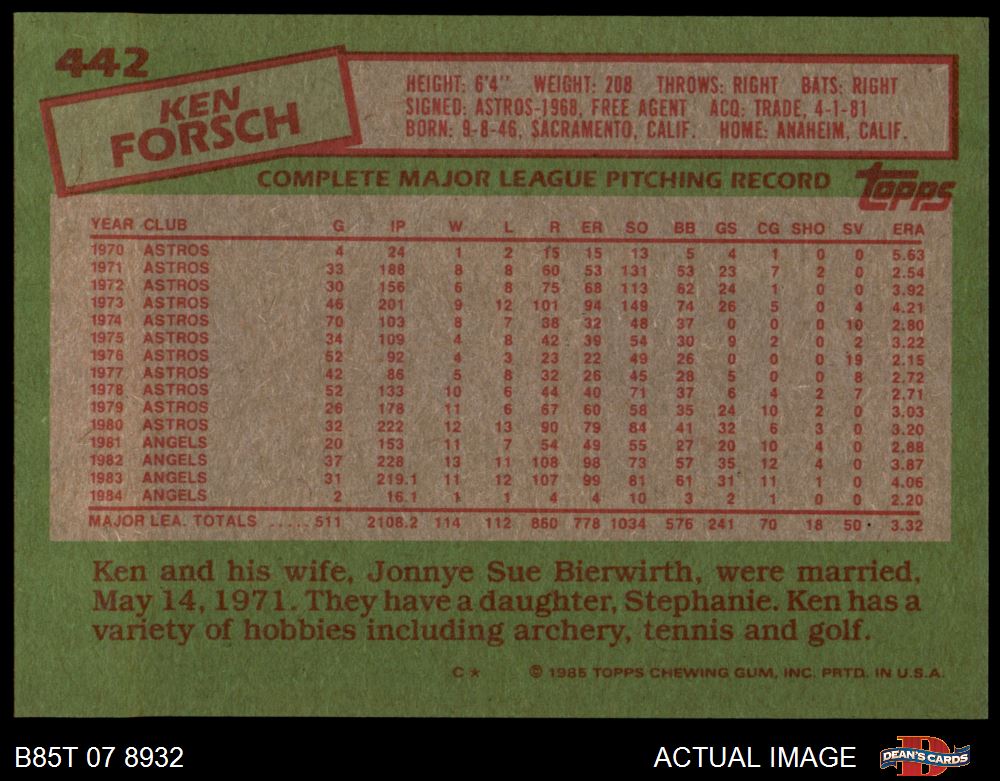 442
KEN
FORSCH
HEIGHT: 6'4" WEIGHT: 208 THROWS: RIGHT BATS: RIGHT
SIGNED: ASTROS-1968, FREE AGENT ACQ: TRADE, 4-1-81
BORN: 9-8-46, SACRAMENTO, CALIF. HOME: ANAHEIM, CALIF.
COMPLETE MAJOR LEAGUE PITCHING RECORD
topps
YEAR CLUB G IP W L R ER SO BB GS CG SHO SV ERA
1970 ASTROS 4 24 1 2 15 15 13 5 4 1 0 0 5.63
1971 ASTROS 33 188 8 8 60 53 131 53 23 7 2 0 2.54
1972 ASTROS 30 156 6 8 75 68 113 62 24 1 0 0 3.92
1973 ASTROS 46 201 9 12 101 94 149 74 26 5 0 4 4.21
1974 ASTROS 70 103 8 7 38 32 48 37 0 0 0 10 2.80
1975 ASTROS 34 109 4 8 42 39 54 30 9 2 0 2 3.22
1976 ASTROS 52 92 4 3 23 22 49 26 0 0 0 19 2.15
1977 ASTROS 42 86 5 8 32 26 45 28 5 0 0 8 2.72
1978 ASTROS 52 133 10 6 44 40 71 37 6 4 2 7 2.71
1979 ASTROS 26 178 11 6 67 60 58 35 24 10 2 0 3.03
1980 ASTROS 32 222 12 13 90 79 84 41 32 6 3 0 3.20
1981 ANGELS 20 153 11 7 54 49 55 27 20 10 4 0 2.88
1982 ANGELS 37 228 13 11 108 98 73 57 35 12 4 0 3.87
1983 ANGELS 31 219.1 11 12 107 99 81 61 31 11 1 0 4.06
1984 ANGELS 2 16.1 1 1 4 4 10 3 2 1 0 0 2.20
MAJOR LEA. TOTALS ..... 511 2108.2 114 112 860 778 1034 576 241 70 18 50 3.32
Ken and his wife, Jonnye Sue Bierwirth, were married,
May 14, 1971. They have a daughter, Stephanie. Ken has a
variety of hobbies including archery, tennis and golf.
C* © 1985 TOPPS CHEWING GUM, INC. PRTD. IN U.S.A.
B85T 07 8932 ACTUAL IMAGE DEAN'S CARDS